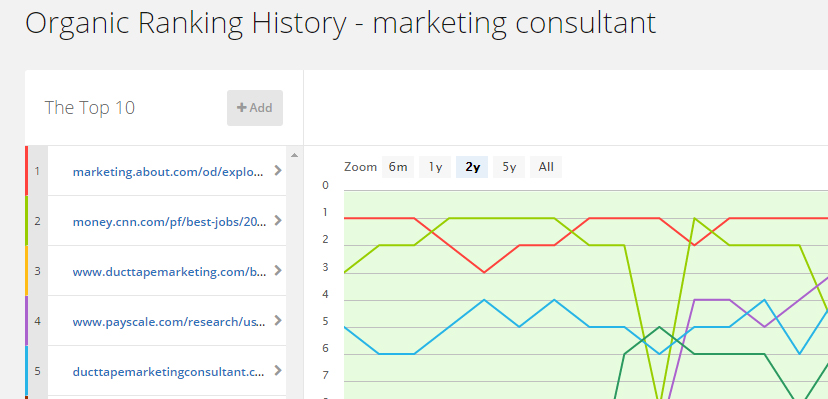 Organic Ranking History - marketing consultant
The Top 10
+ Add
1 marketing.about.com/od/explo...
2 money.cnn.com/pf/best-jobs/20...
3 www.ducttapemarketing.com/b...
4 www.payscale.com/research/us...
5 ducttapemarketingconsultant.c...
Zoom 6m 1y 2y 5y All
0
1
2
3
4
5
6
7